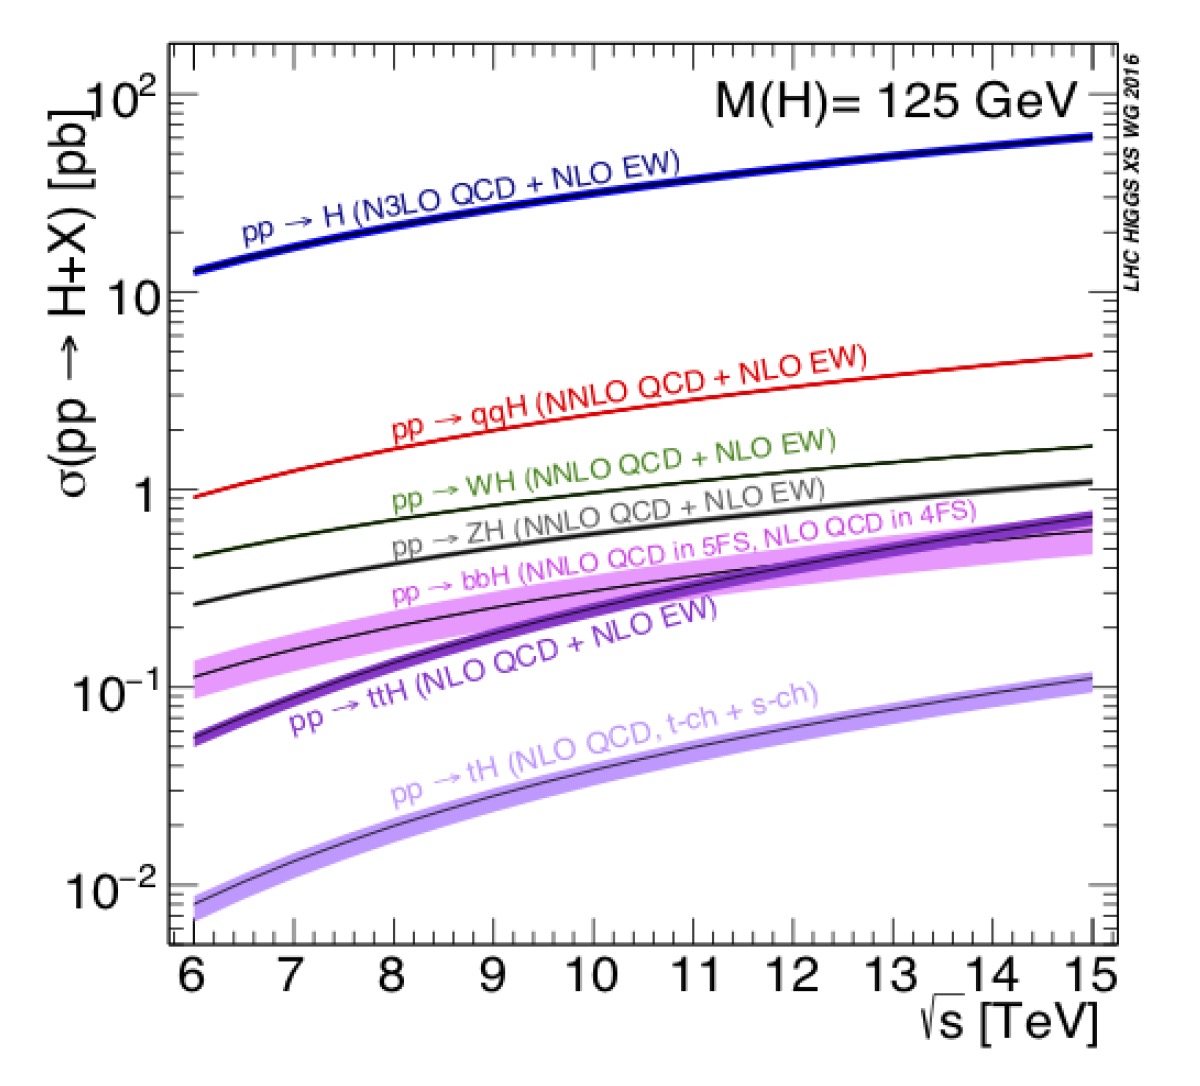 M(H)= 125 GeV
LHC HIGGS XS WG 2016
σ(pp → H+X) [pb]
10²
10
1
10⁻¹
10⁻²
pp → H (N3LO QCD + NLO EW)
pp → qqH (NNLO QCD + NLO EW)
pp → WH (NNLO QCD + NLO EW)
pp → ZH (NNLO QCD + NLO EW)
pp → bbH (NNLO QCD in 5FS, NLO QCD in 4FS)
pp → ttH (NLO QCD + NLO EW)
pp → tH (NLO QCD, t-ch + s-ch)
6 7 8 9 10 11 12 13 14 15
√s [TeV]